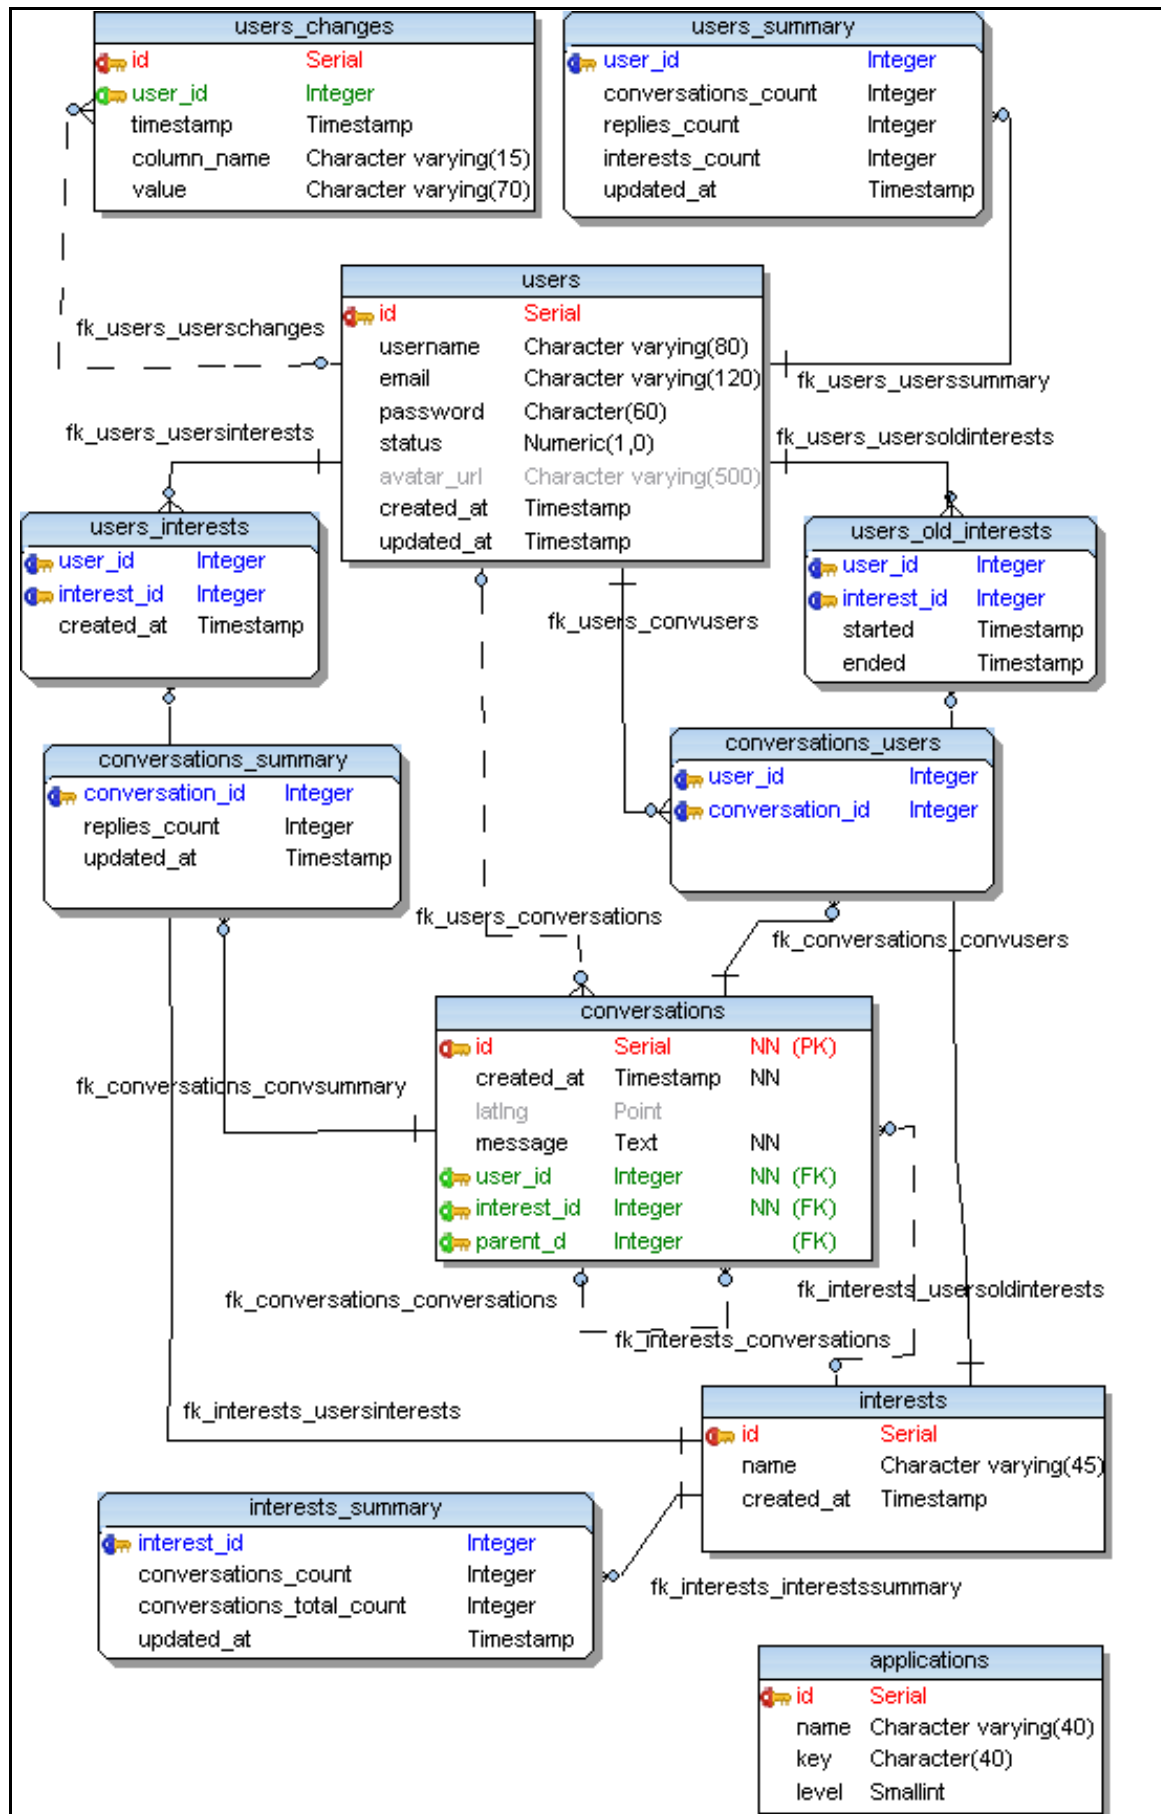 users_changes
id Serial
user_id Integer
timestamp Timestamp
column_name Character varying(15)
value Character varying(70)
users_summary
user_id Integer
conversations_count Integer
replies_count Integer
interests_count Integer
updated_at Timestamp
users
id Serial
username Character varying(80)
email Character varying(120)
password Character(60)
status Numeric(1,0)
avatar_url Character varying(500)
created_at Timestamp
updated_at Timestamp
fk_users_userschanges
fk_users_userssummary
fk_users_usersinterests
fk_users_usersoldinterests
users_interests
user_id Integer
interest_id Integer
created_at Timestamp
users_old_interests
user_id Integer
interest_id Integer
started Timestamp
ended Timestamp
fk_users_convusers
conversations_summary
conversation_id Integer
replies_count Integer
updated_at Timestamp
conversations_users
user_id Integer
conversation_id Integer
fk_users_conversations
fk_conversations_convusers
conversations
id Serial NN (PK)
created_at Timestamp NN
latlng Point
message Text NN
user_id Integer NN (FK)
interest_id Integer NN (FK)
parent_d Integer (FK)
fk_conversations_convsummary
fk_conversations_conversations
fk_interests_usersoldinterests
fk_interests_conversations
fk_interests_usersinterests
interests
id Serial
name Character varying(45)
created_at Timestamp
interests_summary
interest_id Integer
conversations_count Integer
conversations_total_count Integer
updated_at Timestamp
fk_interests_interestssummary
applications
id Serial
name Character varying(40)
key Character(40)
level Smallint